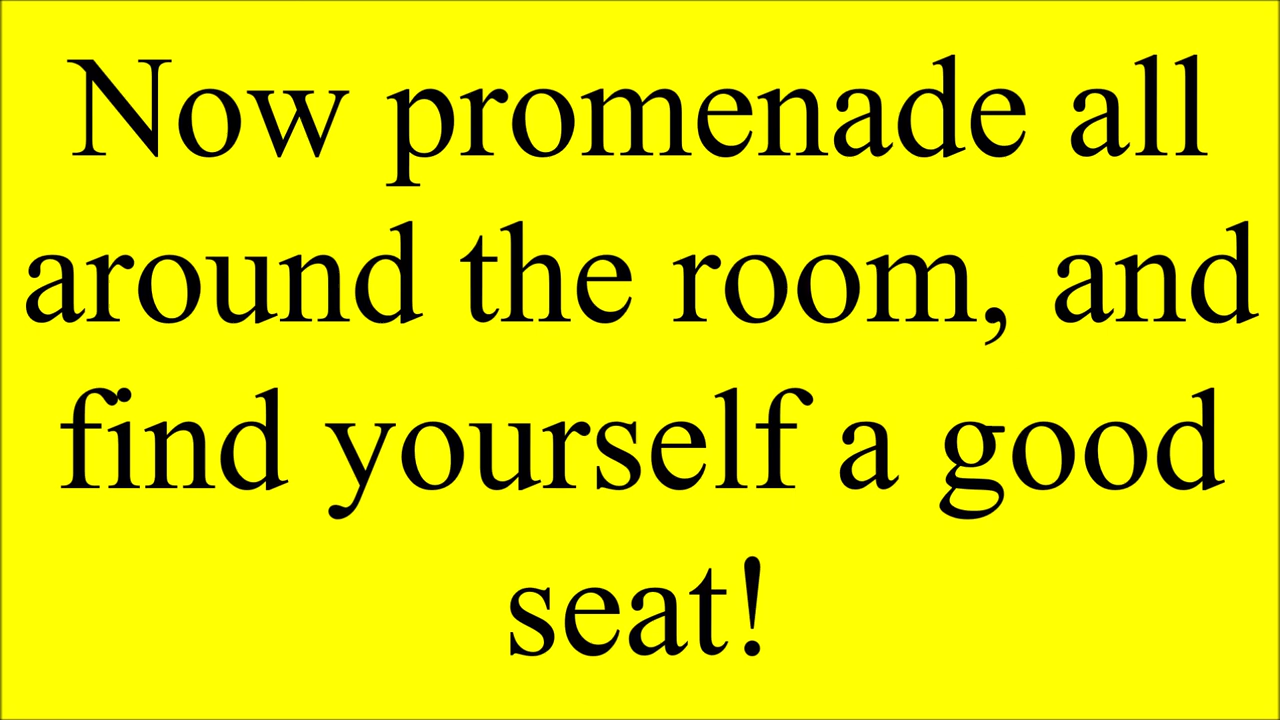 Now promenade all
around the room, and
find yourself a good
seat!